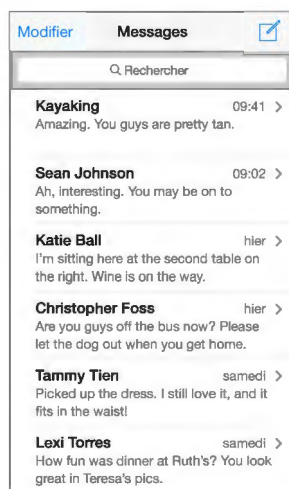 Modifier Messages
Rechercher
Kayaking 09:41
Amazing. You guys are pretty tan.
Sean Johnson 09:02
Ah, interesting. You may be on to
something.
Katie Ball hier
I'm sitting here at the second table on
the right. Wine is on the way.
Christopher Foss hier
Are you guys off the bus now? Please
let the dog out when you get home.
Tammy Tien samedi
Picked up the dress. I still love it, and it
fits in the waist!
Lexi Torres samedi
How fun was dinner at Ruth's? You look
great in Teresa's pics.